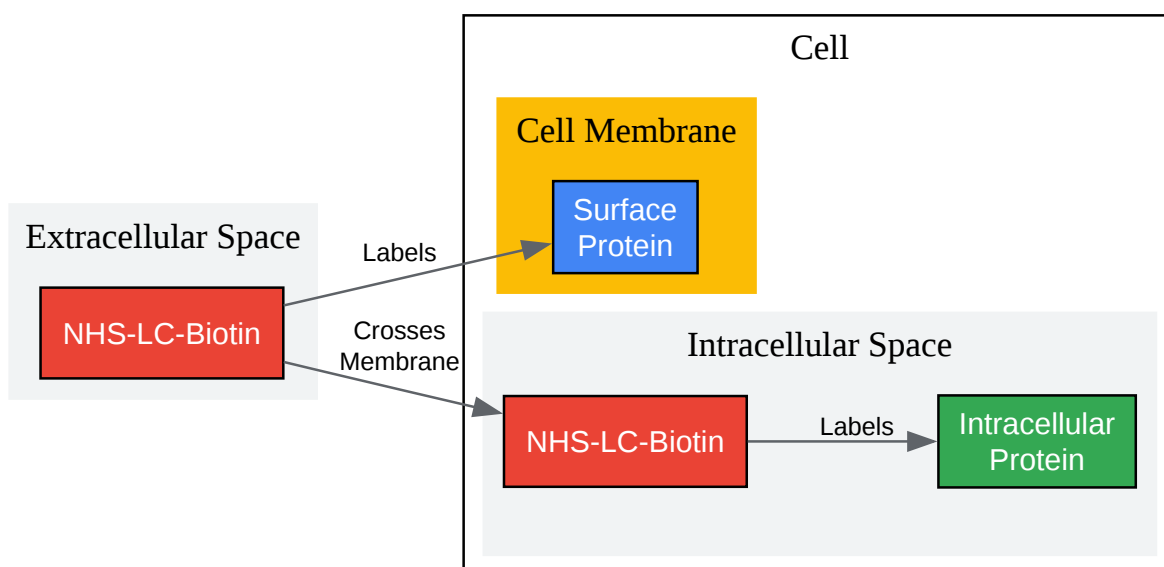 Cell
Cell Membrane
Surface
Protein
Extracellular Space
NHS-LC-Biotin
Labels
Crosses
Membrane
Intracellular Space
NHS-LC-Biotin
Labels
Intracellular
Protein